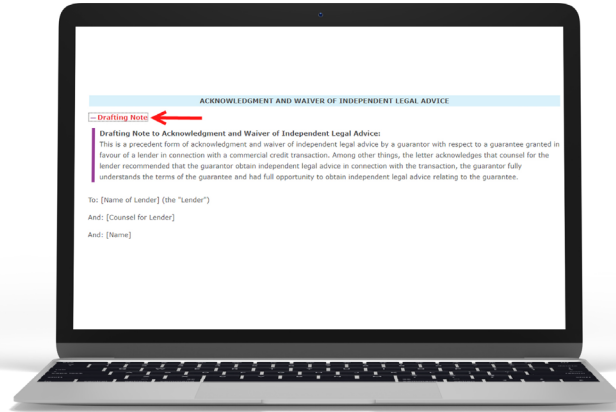 ACKNOWLEDGMENT AND WAIVER OF INDEPENDENT LEGAL ADVICE
—Drafting Note
Drafting Note to Acknowledgment and Waiver of Independent Legal Advice:
This is a precedent form of acknowledgment and waiver of independent legal advice by a guarantor with respect to a guarantee granted in
favour of a lender in connection with a commercial credit transaction. Among other things, the letter acknowledges that counsel for the
lender recommended that the guarantor obtain independent legal advice in connection with the transaction, the guarantor fully
understands the terms of the guarantee and had full opportunity to obtain independent legal advice relating to the guarantee.
To: [Name of Lender] (the "Lender")
And: [Counsel for Lender]
And: [Name]